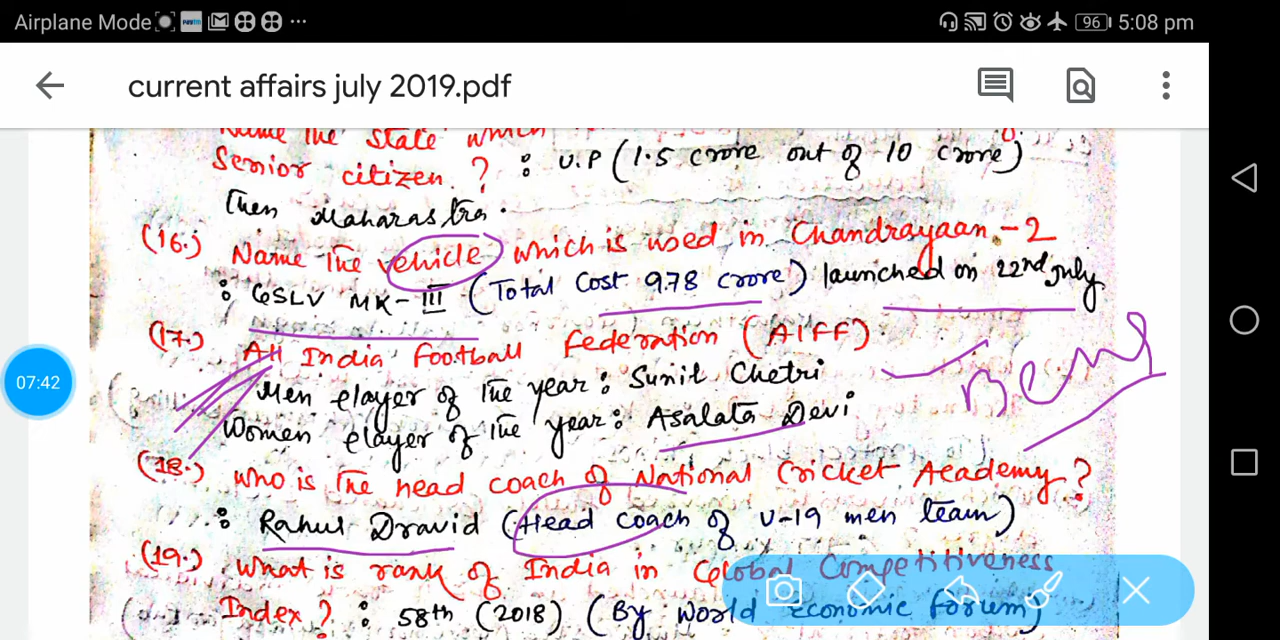 Airplane Mode ... 96 5:08 pm
current affairs july 2019.pdf
Name the State which
Senior citizen ? : U.P (1.5 crore out of 10 crore)
Then Maharastra.
(16.) Name The vehicle which is used in Chandrayaan.-2
: GSLV MK-III (Total Cost 978 crore) launched on 22nd July
(17.) All India Football Federation (AIFF)
07:42
Men Player of The year : Sunil Chetri
Women Player of The year : Asalata Devi
(18.) Who is The head coach of National Cricket Academy ?
: Rahul Dravid (Head coach of U-19 men team)
(19.) What is rank of India in Global Competitiveness
Index ? : 58th (2018) (By World Economic forum)